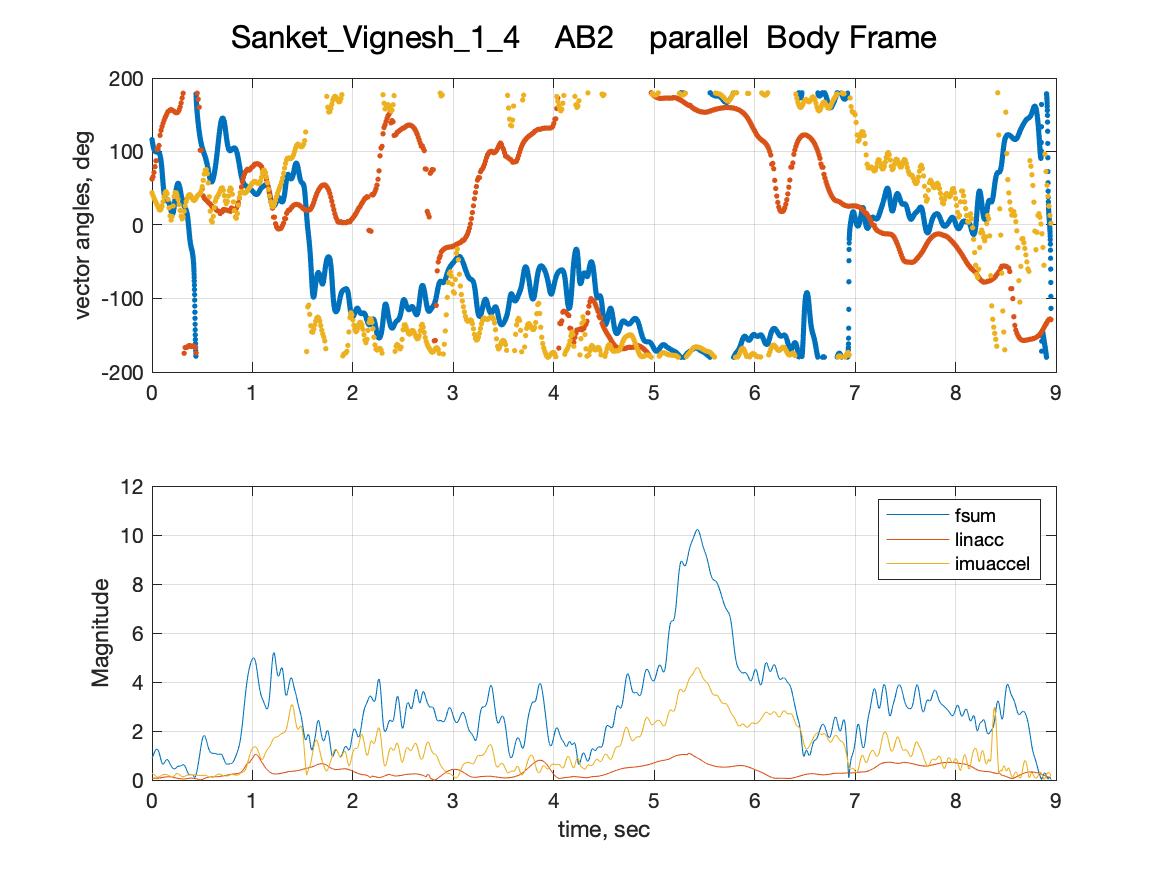 Sanket_Vignesh_1_4 AB2 parallel Body Frame
200
100
0
-100
-200
vector angles, deg
0 1 2 3 4 5 6 7 8 9
12
10
8
6
4
2
0
Magnitude
fsum
linacc
imuaccel
0 1 2 3 4 5 6 7 8 9
time, sec